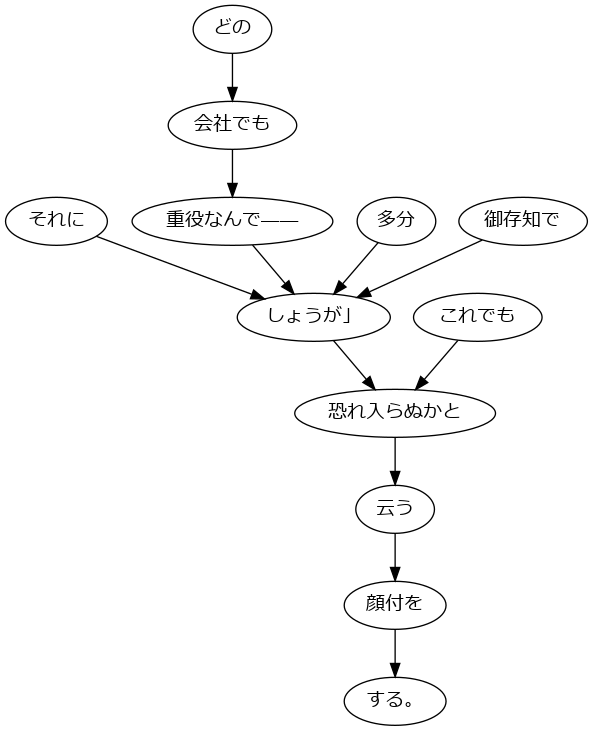 どの
会社でも
それに
重役なんで――
多分
御存知で
しょうが」
これでも
恐れ入らぬかと
云う
顔付を
する。